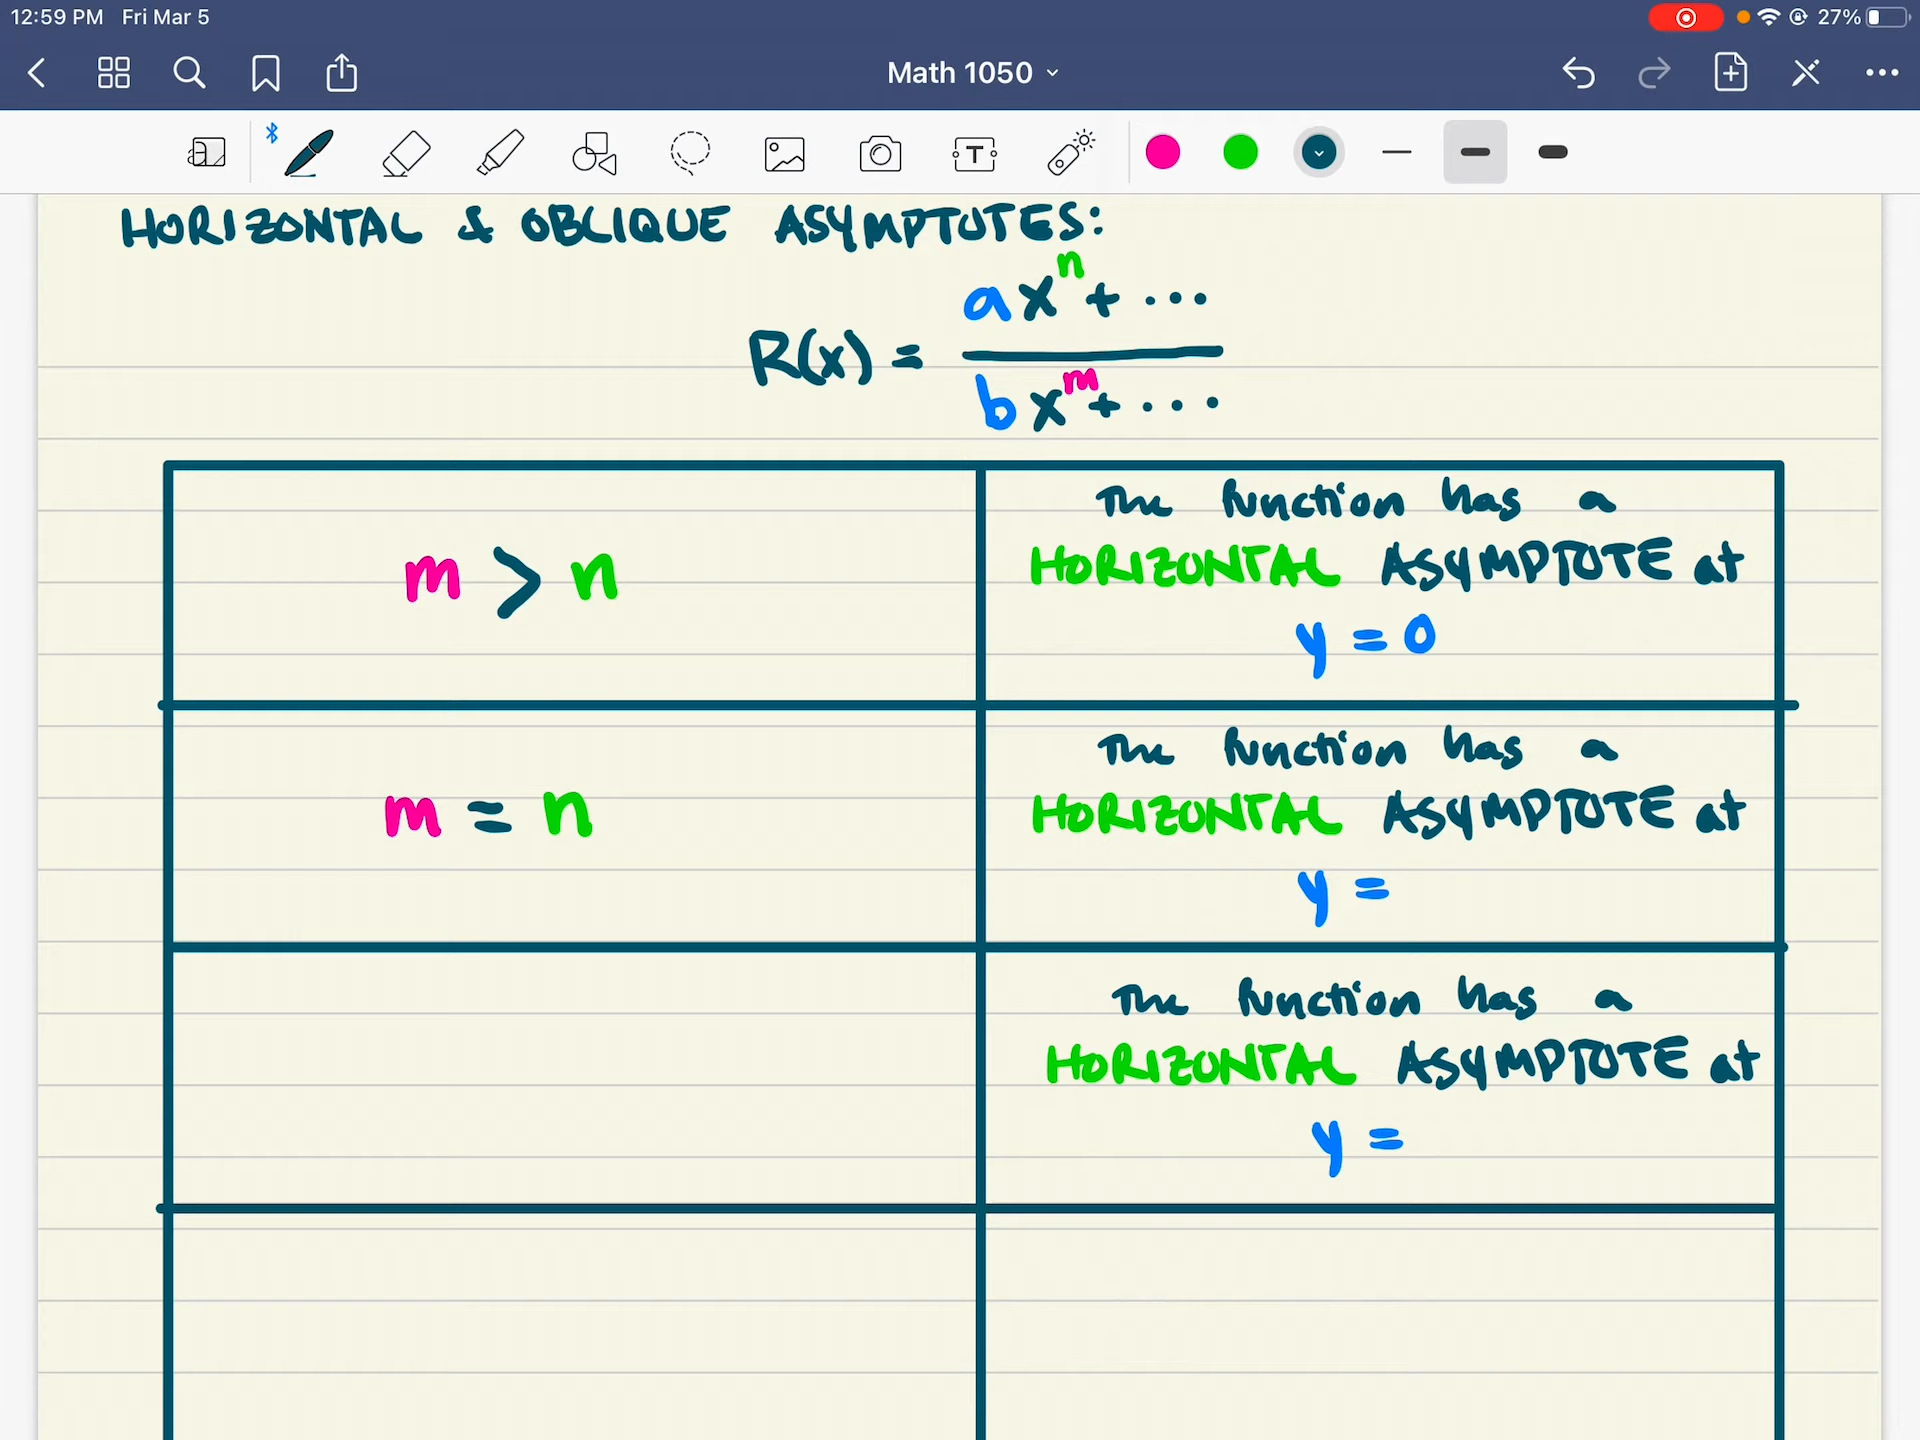 12:59 PM Fri Mar 5
27%
Math 1050
HORIZONTAL & OBLIQUE ASYMPTOTES:
R(x) = \frac{ax^n + ...}{bx^m + ...}
m > n
The function has a
HORIZONTAL ASYMPTOTE at
y = 0
m = n
The function has a
HORIZONTAL ASYMPTOTE at
y =
The function has a
HORIZONTAL ASYMPTOTE at
y =